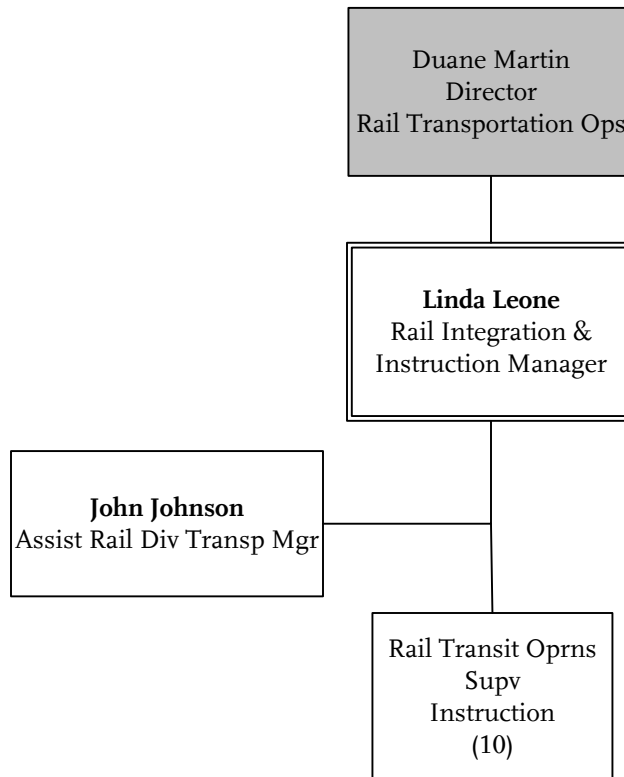 Duane Martin
Director
Rail Transportation Ops
Linda Leone
Rail Integration &
Instruction Manager
John Johnson
Assist Rail Div Transp Mgr
Rail Transit Oprns
Supv
Instruction
(10)